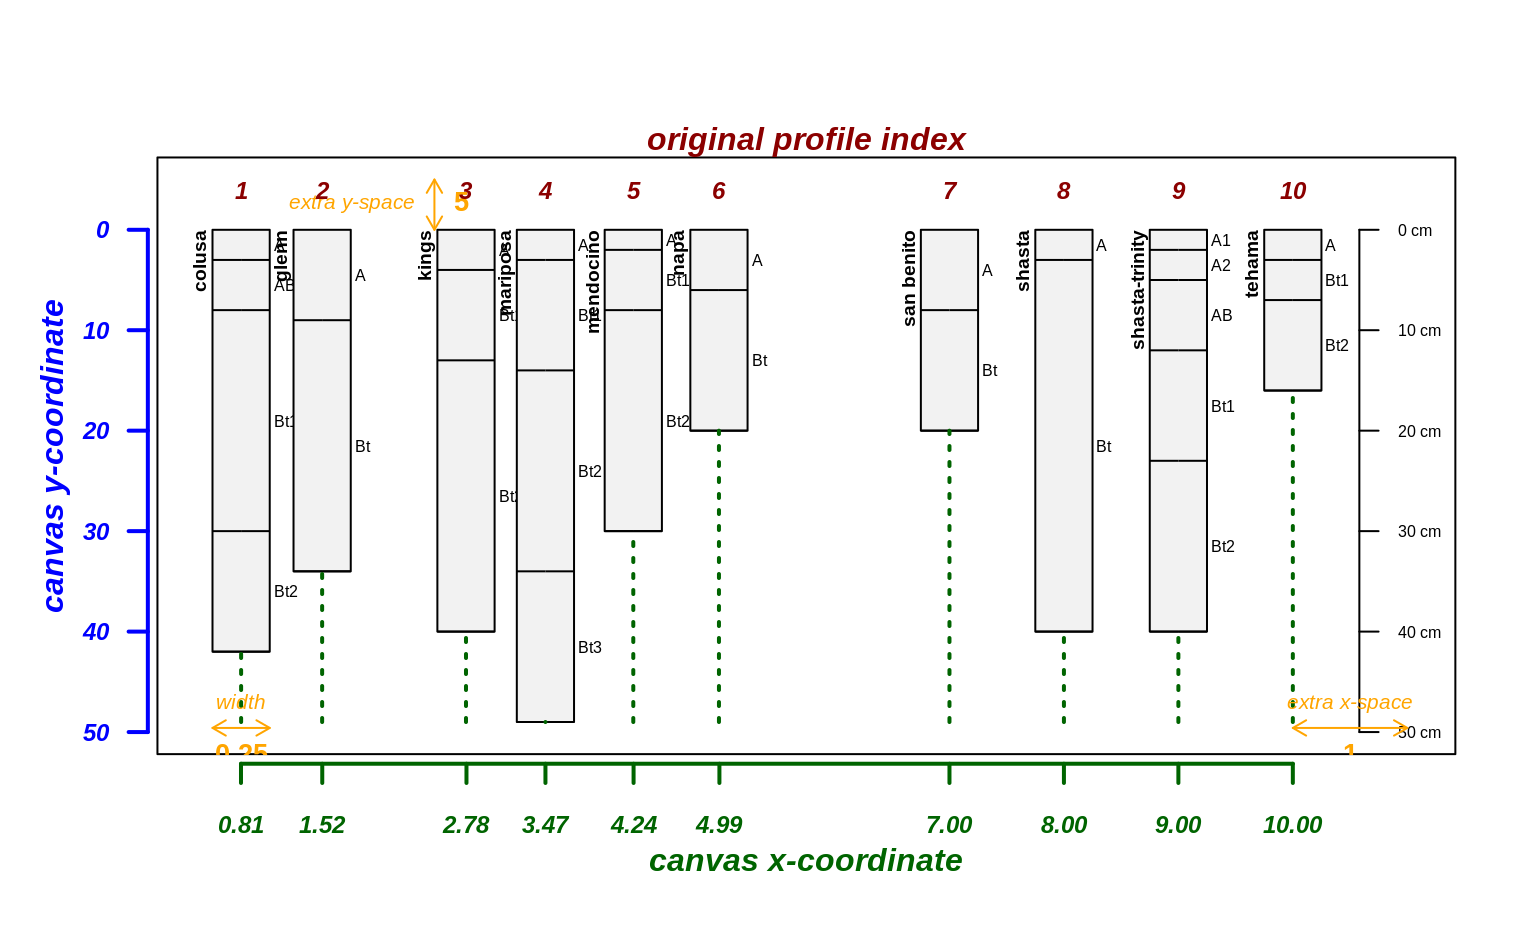 original profile index
1 2 3 4 5 6 7 8 9 10
extra y-space 5
canvas y-coordinate
0
10
20
30
40
50
colusa
AB
Bt1
Bt2
glenn
A
Bt
kings
mariposa
A
Bt2
Bt3
mendocino
A
Bt1
Bt2
napa
A
Bt
san benito
A
Bt
shasta
A
Bt
shasta-trinity
A1
A2
AB
Bt1
Bt2
tehama
A
Bt1
Bt2
0 cm
10 cm
20 cm
30 cm
40 cm
50 cm
width
0.25
extra x-space
1
0.81 1.52 2.78 3.47 4.24 4.99 7.00 8.00 9.00 10.00
canvas x-coordinate